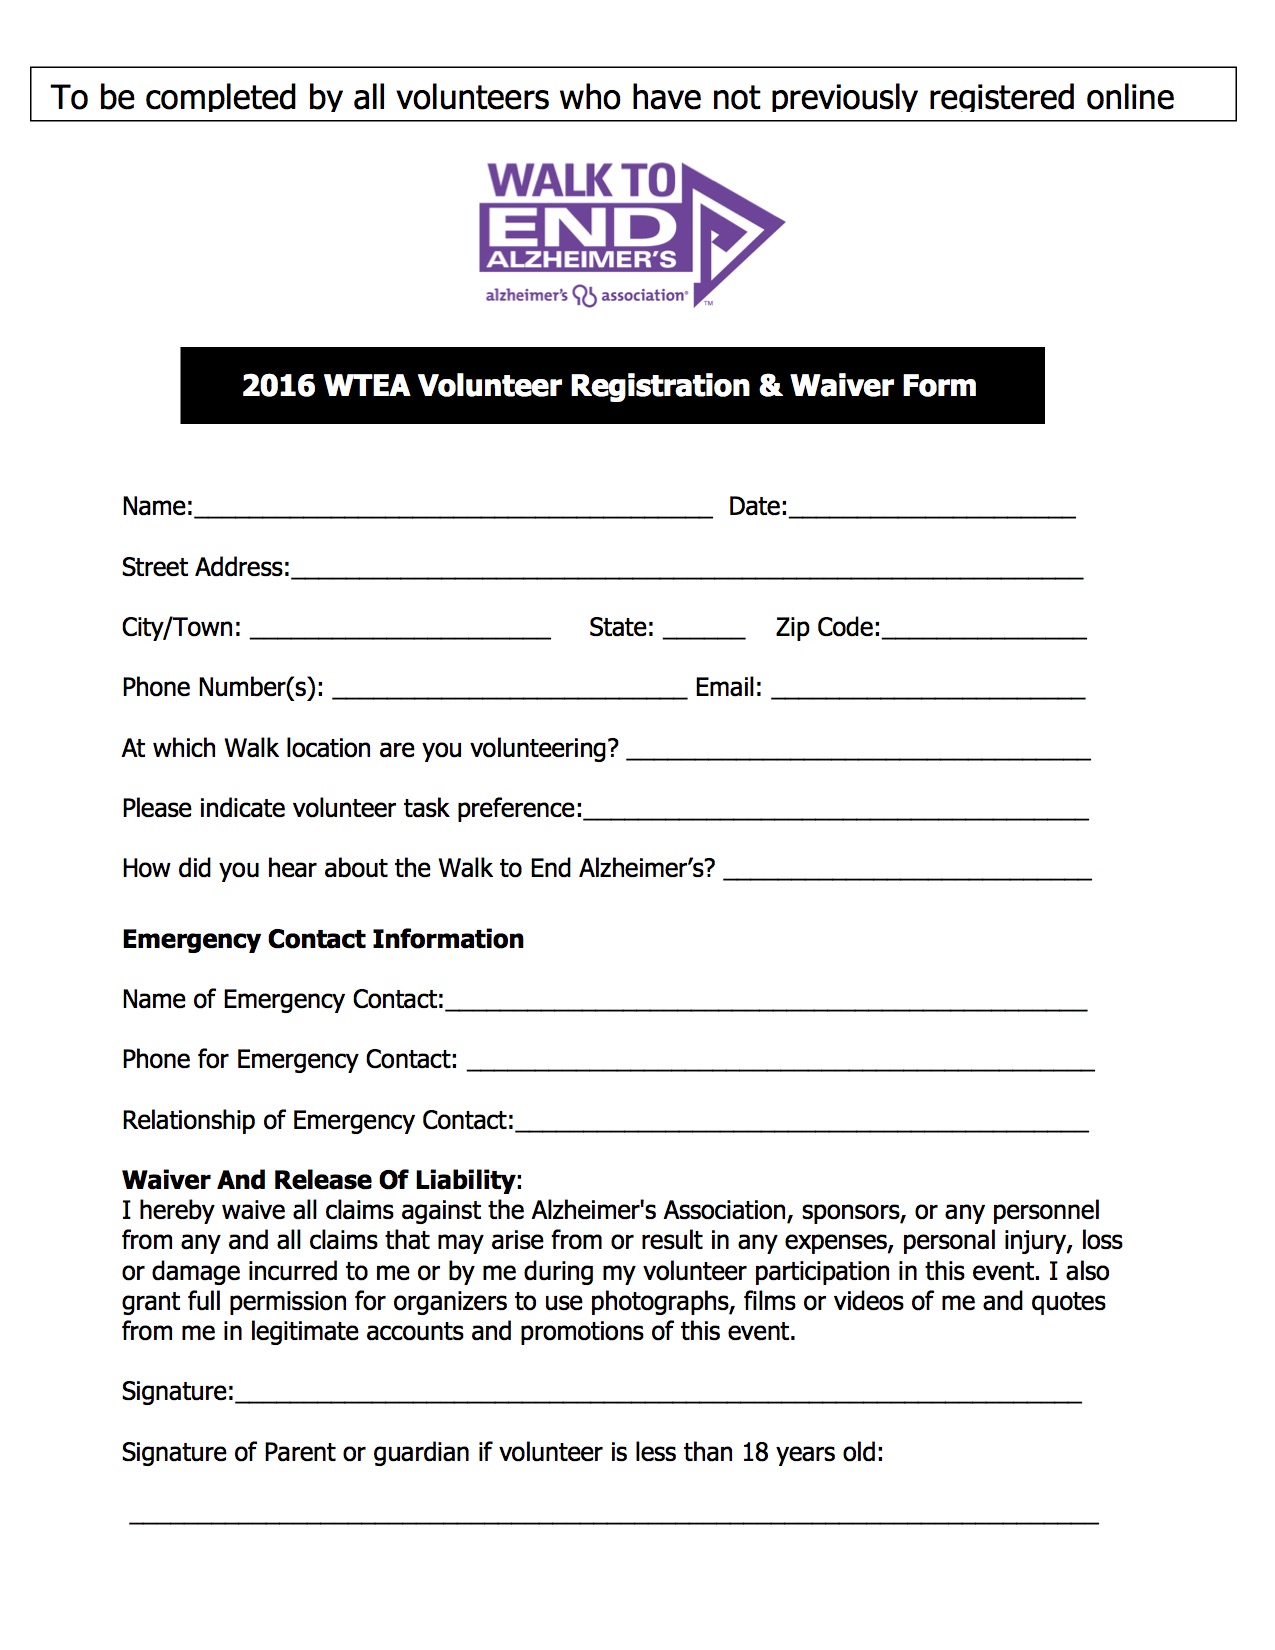 To be completed by all volunteers who have not previously registered online
WALK TO
END
ALZHEIMER'S
alzheimer's association®
TM
2016 WTEA Volunteer Registration & Waiver Form
Name:______________________________________ Date:_____________________
Street Address:__________________________________________________________
City/Town: ______________________ State: ______ Zip Code:_______________
Phone Number(s): __________________________ Email: _______________________
At which Walk location are you volunteering? __________________________________
Please indicate volunteer task preference:_____________________________________
How did you hear about the Walk to End Alzheimer’s? ___________________________
Emergency Contact Information
Name of Emergency Contact:_______________________________________________
Phone for Emergency Contact: ______________________________________________
Relationship of Emergency Contact:__________________________________________
Waiver And Release Of Liability:
I hereby waive all claims against the Alzheimer's Association, sponsors, or any personnel
from any and all claims that may arise from or result in any expenses, personal injury, loss
or damage incurred to me or by me during my volunteer participation in this event. I also
grant full permission for organizers to use photographs, films or videos of me and quotes
from me in legitimate accounts and promotions of this event.
Signature:______________________________________________________________
Signature of Parent or guardian if volunteer is less than 18 years old:
_______________________________________________________________________